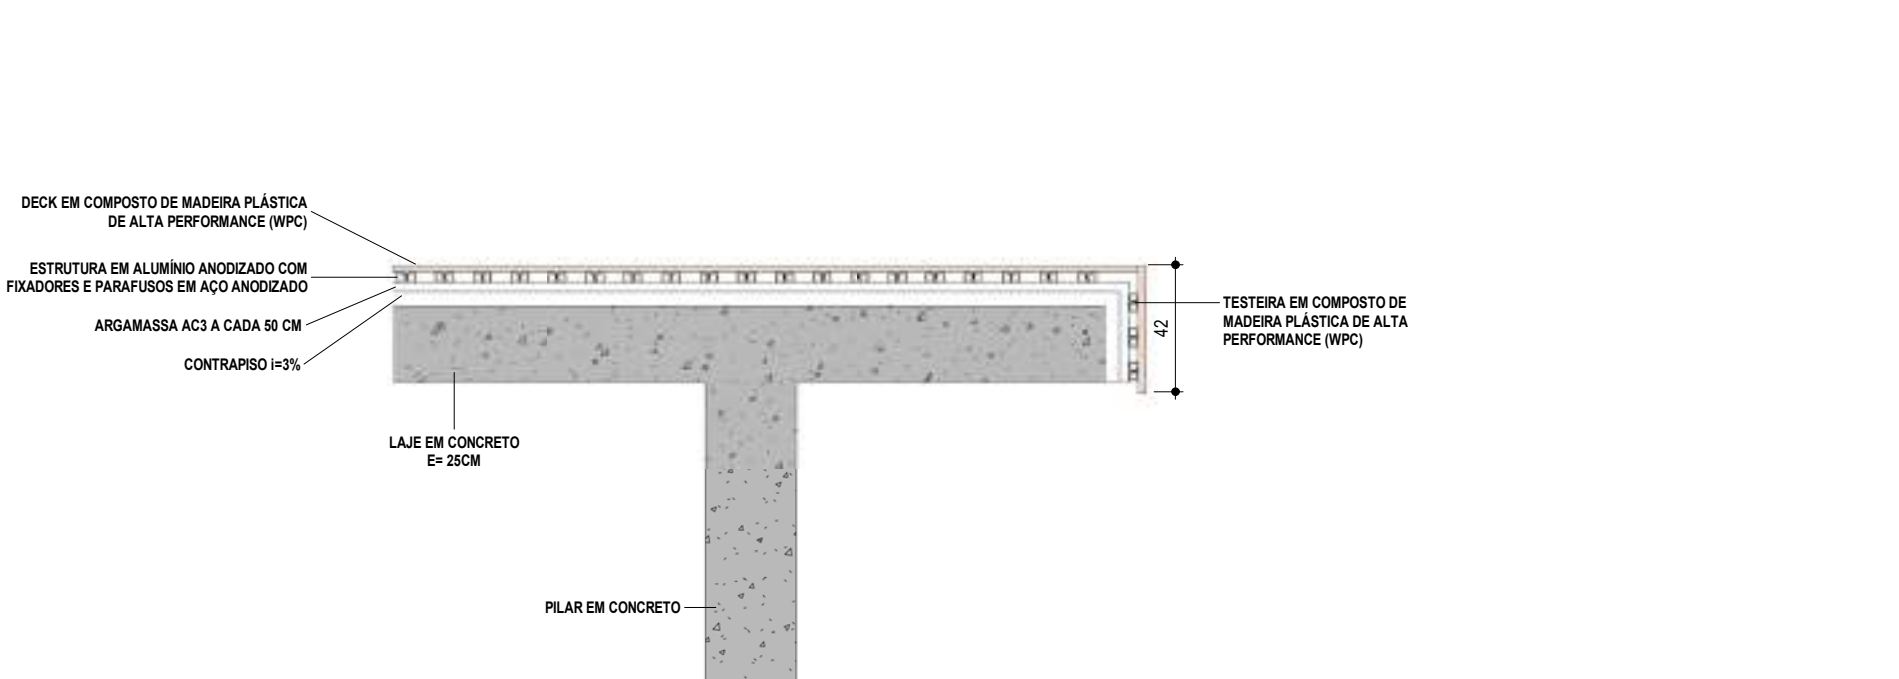 DECK EM COMPOSTO DE MADEIRA PLÁSTICA
DE ALTA PERFORMANCE (WPC)
ESTRUTURA EM ALUMÍNIO ANODIZADO COM
FIXADORES E PARAFUSOS EM AÇO ANODIZADO
ARGAMASSA AC3 A CADA 50 CM
CONTRAPISO i=3%
LAJE EM CONCRETO
E= 25CM
PILAR EM CONCRETO
42
TESTEIRA EM COMPOSTO DE
MADEIRA PLÁSTICA DE ALTA
PERFORMANCE (WPC)